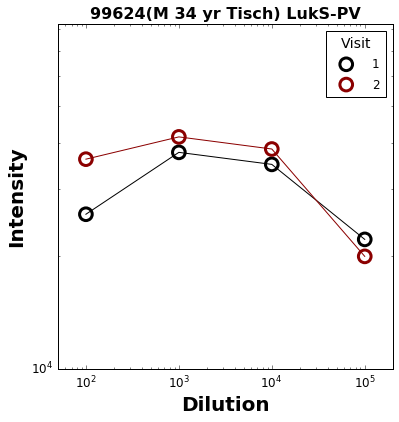 99624(M 34 yr Tisch) LukS-PV
Visit
1
2
Intensity
10^4
10^2 10^3 10^4 10^5
Dilution